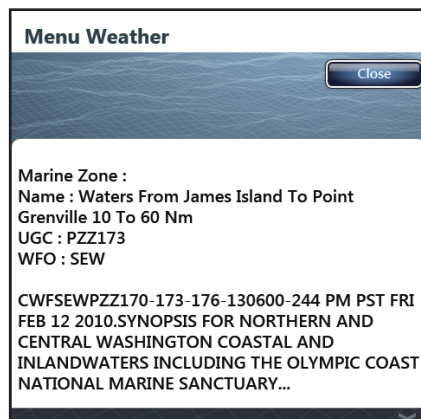 Menu Weather
Close
Marine Zone :
Name : Waters From James Island To Point
Grenville 10 To 60 Nm
UGC : PZZ173
WFO : SEW
CWFSEWPZZ170-173-176-130600-244 PM PST FRI
FEB 12 2010.SYNOPSIS FOR NORTHERN AND
CENTRAL WASHINGTON COASTAL AND
INLANDWATERS INCLUDING THE OLYMPIC COAST
NATIONAL MARINE SANCTUARY...